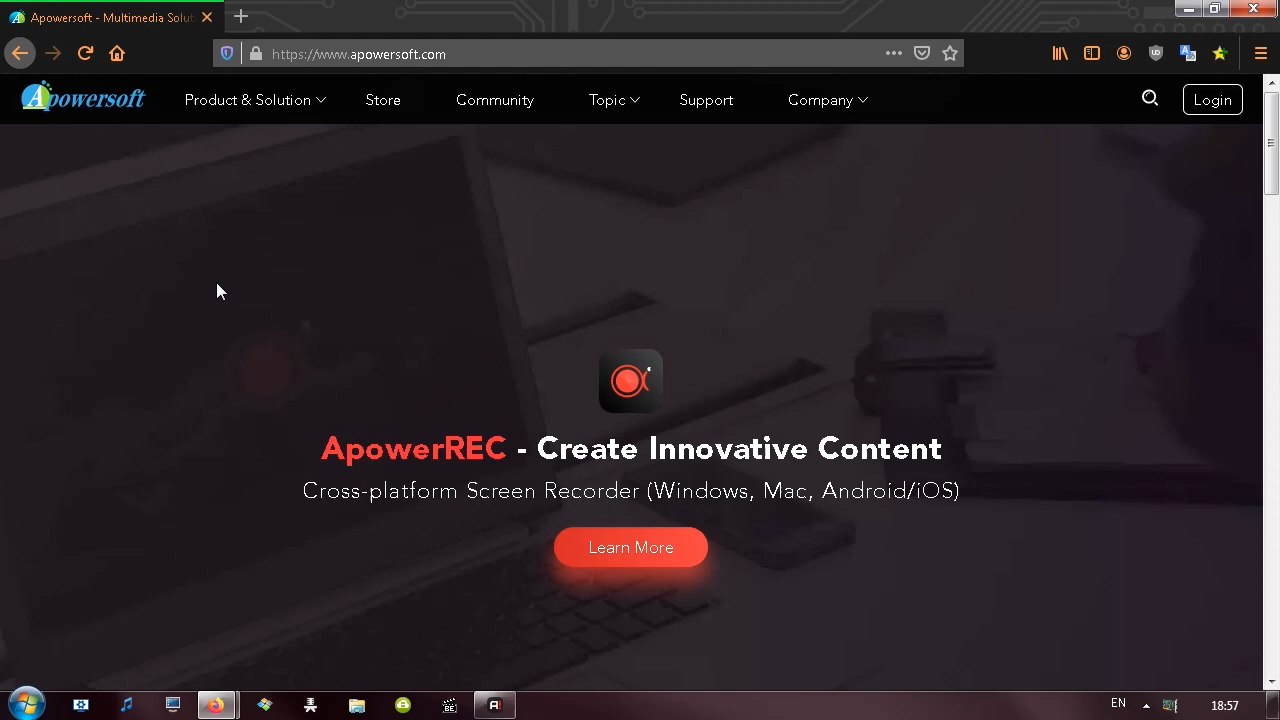 Apowersoft - Multimedia Solut
https://www.apowersoft.com
Apowersoft
Product & Solution
Store
Community
Topic
Support
Company
Login
ApowerREC - Create Innovative Content
Cross-platform Screen Recorder (Windows, Mac, Android/iOS)
Learn More
EN
18:57